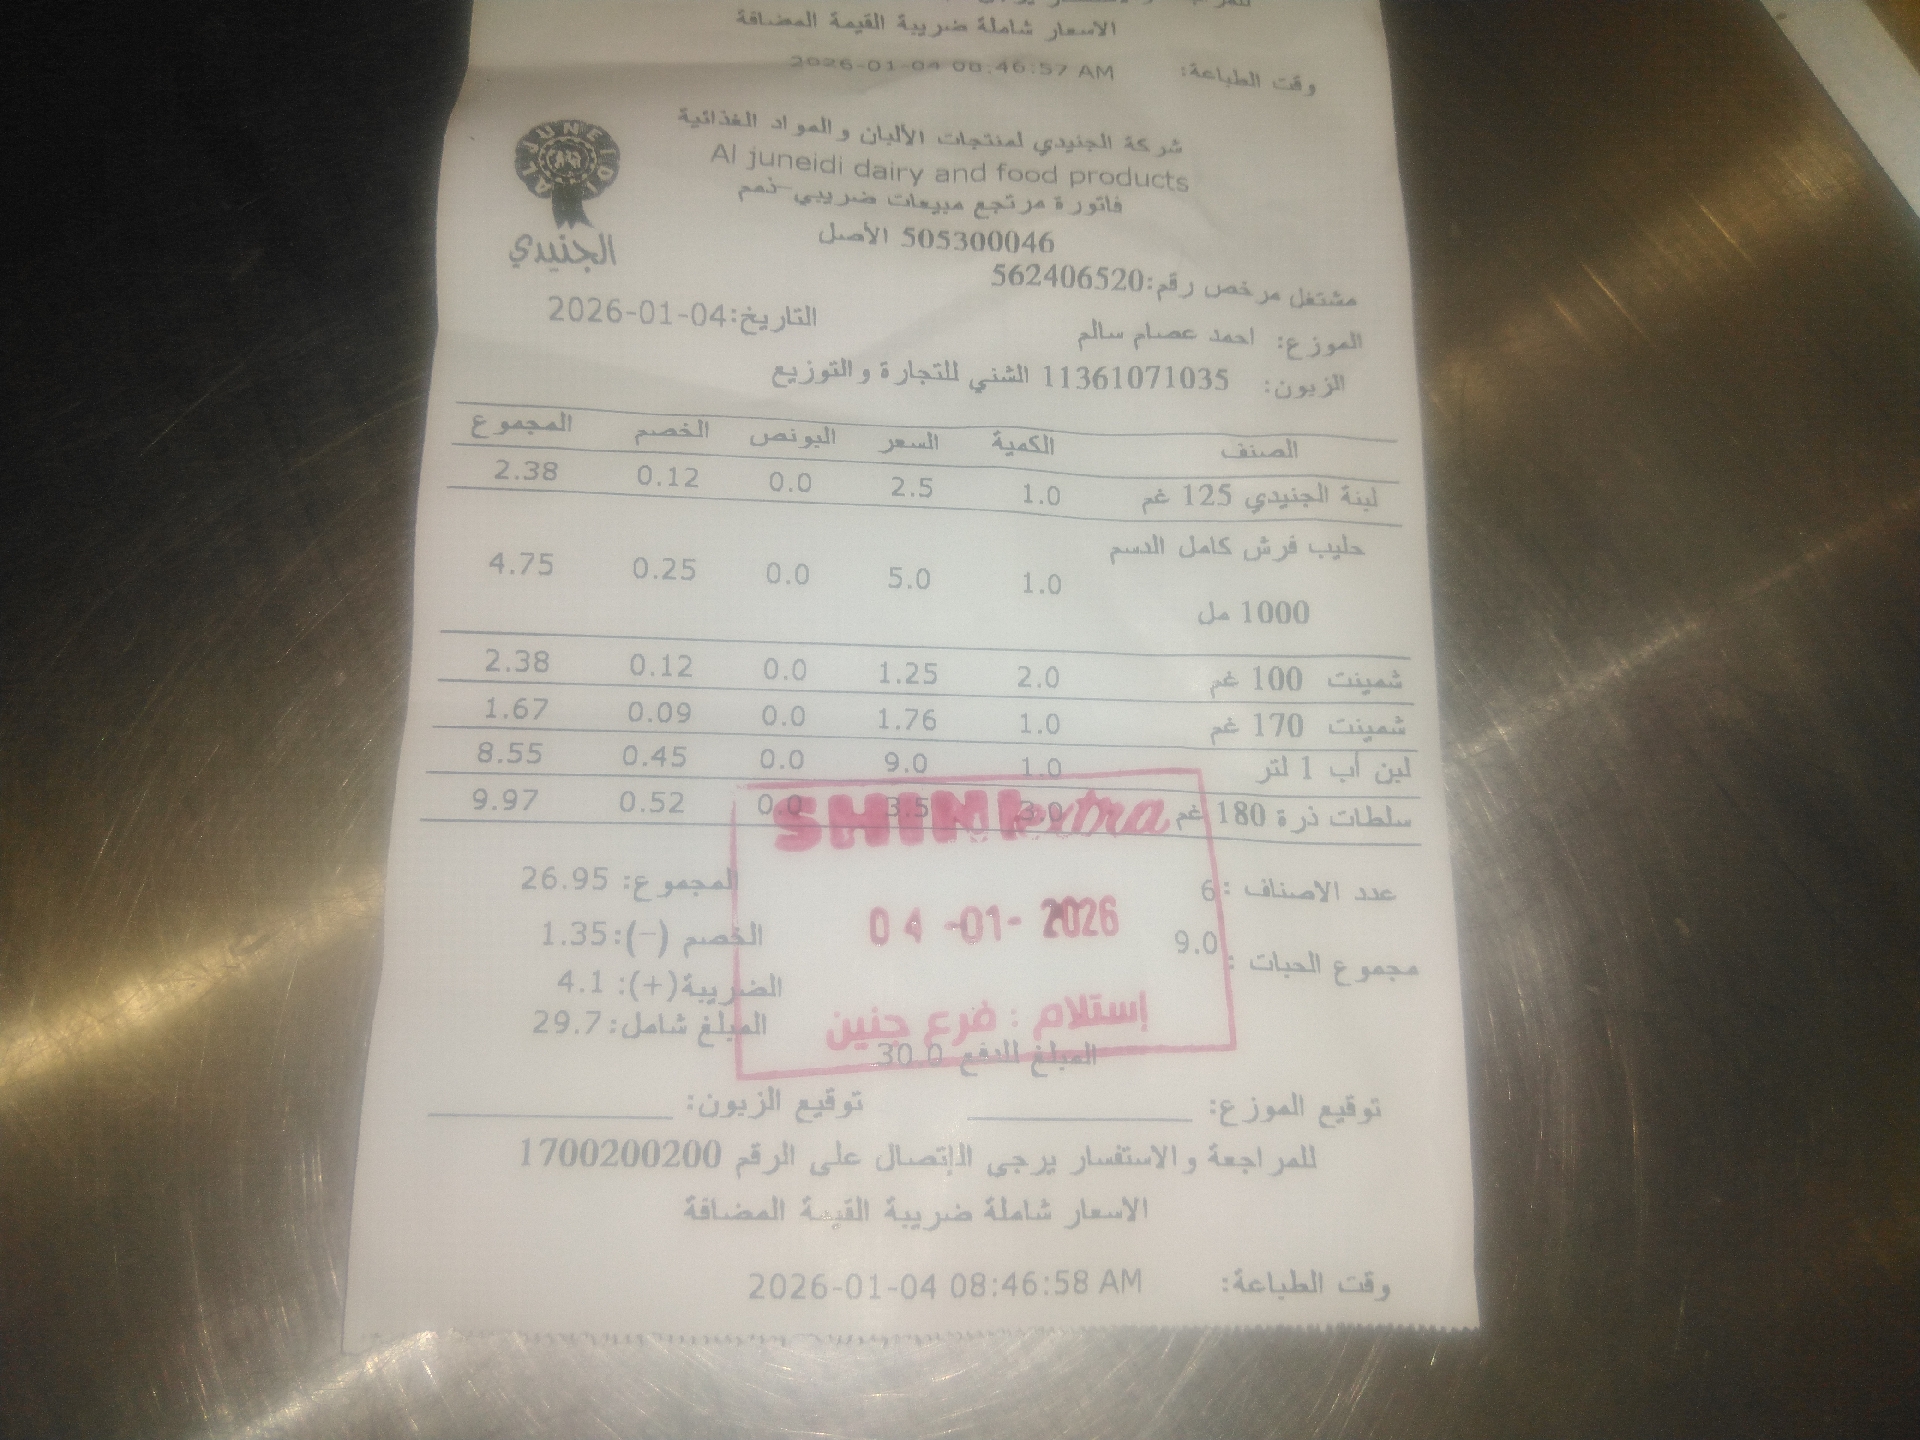 الاسعار شاملة ضريبة القيمة المضافة
وقت الطباعة: 2026-01-04 08:46:57 AM
AL JUNEIDI
الجنيدي
شركة الجنيدي لمنتجات الألبان والمواد الغذائية
Al juneidi dairy and food products
فاتورة مرتجع مبيعات ضريبي-ذمم
505300046 الأصل
مشتغل مرخص رقم:562406520
الموزع: احمد عصام سالم التاريخ:2026-01-04
الزبون: 11361071035 الشني للتجارة والتوزيع
الصنف الكمية السعر البونص الخصم المجموع
لبنة الجنيدي 125 غم 1.0 2.5 0.0 0.12 2.38
حليب فرش كامل الدسم
1000 مل 1.0 5.0 0.0 0.25 4.75
شمينت 100 غم 2.0 1.25 0.0 0.12 2.38
شمينت 170 غم 1.0 1.76 0.0 0.09 1.67
لبن أب 1 لتر 1.0 9.0 0.0 0.45 8.55
سلطات ذرة 180 غم 3.0 3.5 0.0 0.52 9.97
SHINI extra
04 -01- 2026
إستلام : فرع جنين
عدد الاصناف :6 المجموع: 26.95
مجموع الحبات : 9.0 الخصم (-):1.35
الضريبة(+): 4.1
المبلغ شامل: 29.7
المبلغ للدفع 30.0
توقيع الموزع: توقيع الزبون:
للمراجعة والاستفسار يرجى الإتصال على الرقم 1700200200
الاسعار شاملة ضريبة القيمة المضافة
وقت الطباعة: 2026-01-04 08:46:58 AM